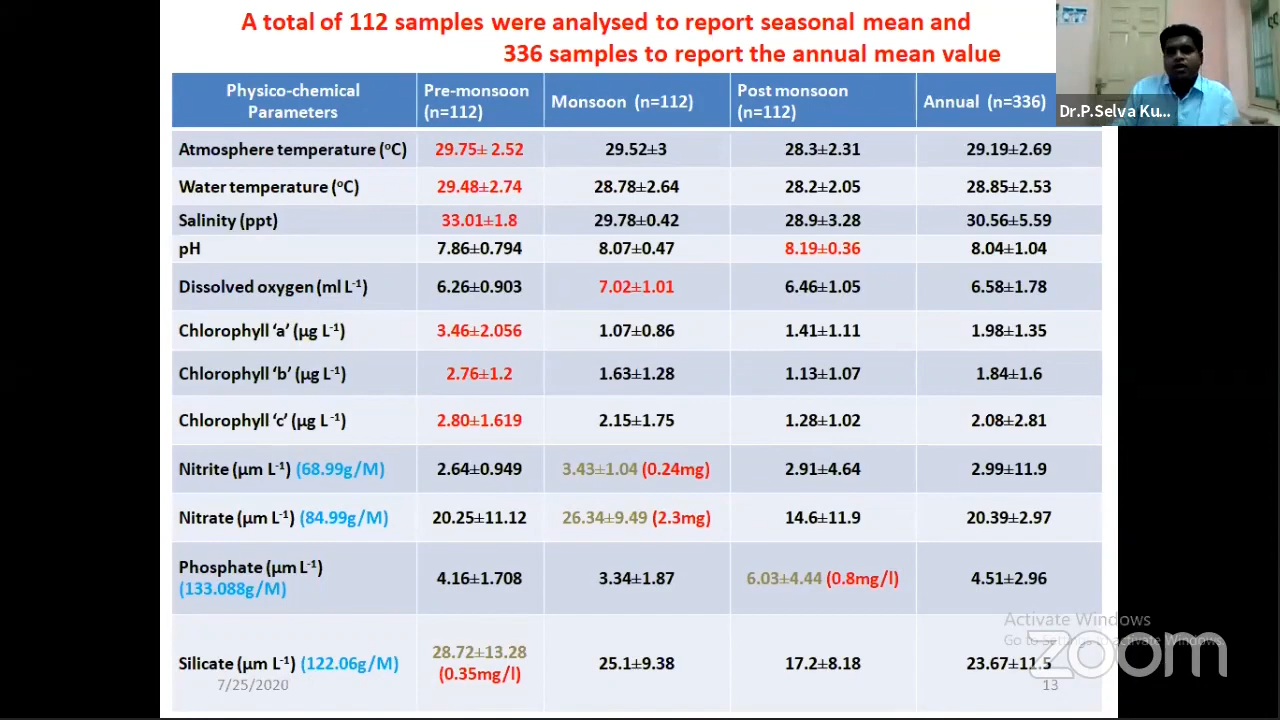 A total of 112 samples were analysed to report seasonal mean and
336 samples to report the annual mean value
Physico-chemical Parameters Pre-monsoon (n=112) Monsoon (n=112) Post monsoon (n=112) Annual (n=336)
Atmosphere temperature (oC) 29.75± 2.52 29.52±3 28.3±2.31 29.19±2.69
Water temperature (oC) 29.48±2.74 28.78±2.64 28.2±2.05 28.85±2.53
Salinity (ppt) 33.01±1.8 29.78±0.42 28.9±3.28 30.56±5.59
pH 7.86±0.794 8.07±0.47 8.19±0.36 8.04±1.04
Dissolved oxygen (ml L-1) 6.26±0.903 7.02±1.01 6.46±1.05 6.58±1.78
Chlorophyll ‘a’ (µg L-1) 3.46±2.056 1.07±0.86 1.41±1.11 1.98±1.35
Chlorophyll ‘b’ (µg L-1) 2.76±1.2 1.63±1.28 1.13±1.07 1.84±1.6
Chlorophyll ‘c’ (µg L-1) 2.80±1.619 2.15±1.75 1.28±1.02 2.08±2.81
Nitrite (µm L-1) (68.99g/M) 2.64±0.949 3.43±1.04 (0.24mg) 2.91±4.64 2.99±11.9
Nitrate (µm L-1) (84.99g/M) 20.25±11.12 26.34±9.49 (2.3mg) 14.6±11.9 20.39±2.97
Phosphate (µm L-1) (133.088g/M) 4.16±1.708 3.34±1.87 6.03±4.44 (0.8mg/l) 4.51±2.96
Silicate (µm L-1) (122.06g/M) 28.72±13.28 (0.35mg/l) 25.1±9.38 17.2±8.18 23.67±11.5
7/25/2020 13
Dr.P.Selva Ku...
Activate Windows
Go to Settings to activate Windows.
zoom